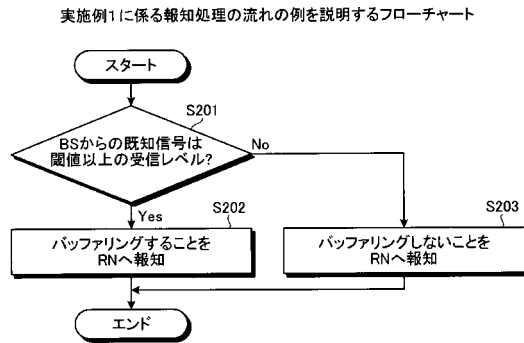 実施例1に係る報知処理の流れの例を説明するフローチャート
スタート
S201
BSからの既知信号は
閾値以上の受信レベル?
No
Yes
S202
バッファリングすることを
RNへ報知
S203
バッファリングしないことを
RNへ報知
エンド